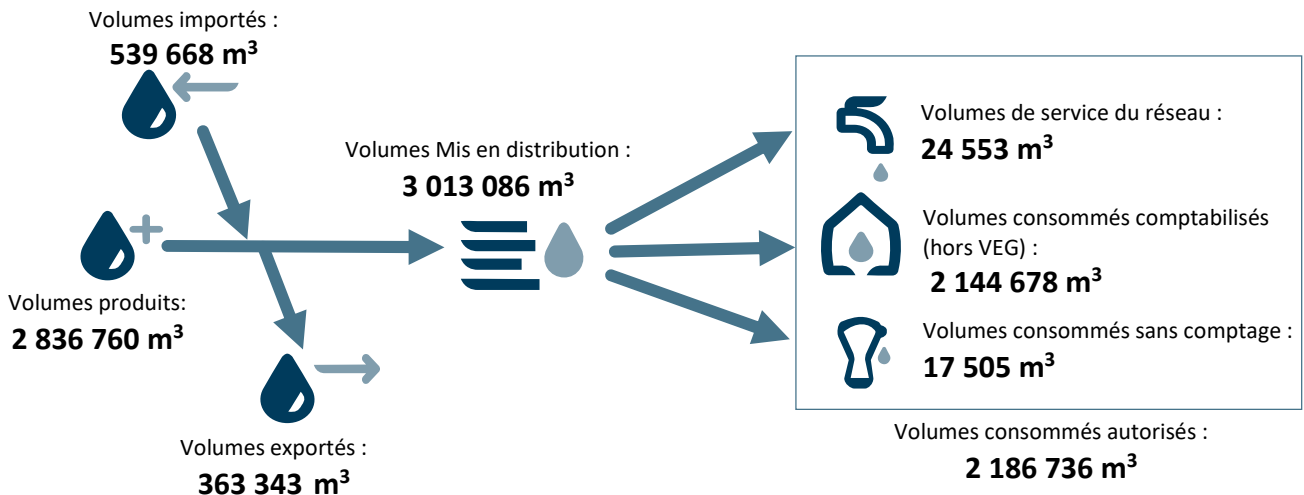 Volumes importés :
539 668 m³
Volumes produits:
2 836 760 m³
Volumes exportés :
363 343 m³
Volumes Mis en distribution :
3 013 086 m³
Volumes de service du réseau :
24 553 m³
Volumes consommés comptabilisés
(hors VEG) :
2 144 678 m³
Volumes consommés sans comptage :
17 505 m³
Volumes consommés autorisés :
2 186 736 m³